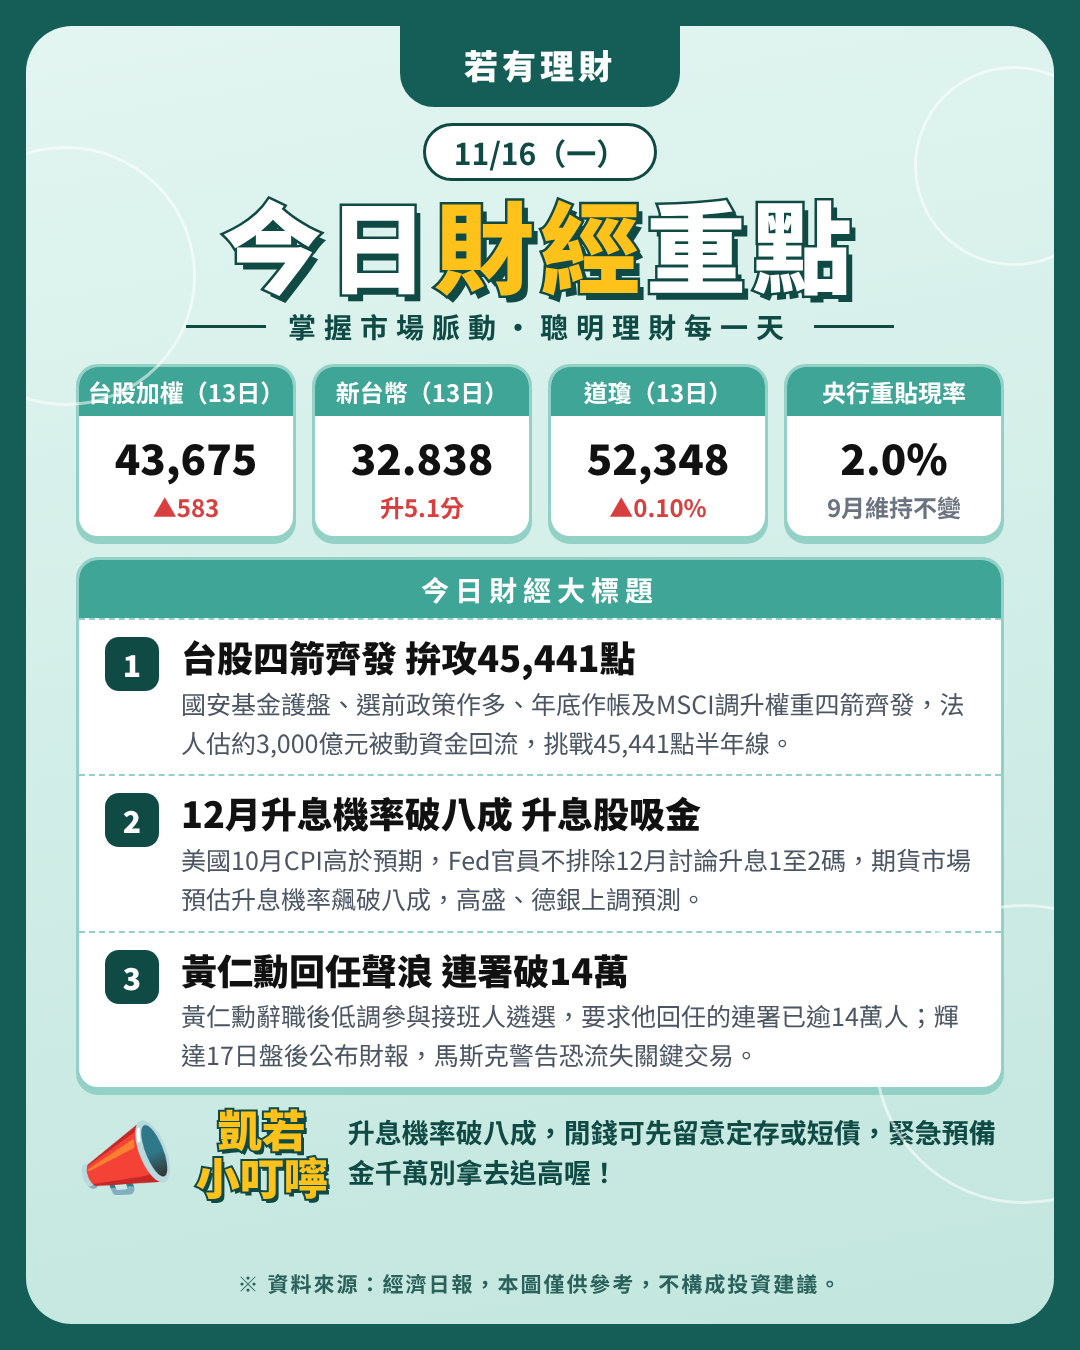 若有理財
11/16（一）
今日財經重點
掌握市場脈動・聰明理財每一天
台股加權（13日）
43,675
▲583
新台幣（13日）
32.838
升5.1分
道瓊（13日）
52,348
▲0.10%
央行重貼現率
2.0%
9月維持不變
今日財經大標題
1
台股四箭齊發 拚攻45,441點
國安基金護盤、選前政策作多、年底作帳及MSCI調升權重四箭齊發，法
人估約3,000億元被動資金回流，挑戰45,441點半年線。
2
12月升息機率破八成 升息股吸金
美國10月CPI高於預期，Fed官員不排除12月討論升息1至2碼，期貨市場
預估升息機率飆破八成，高盛、德銀上調預測。
3
黃仁勳回任聲浪 連署破14萬
黃仁勳辭職後低調參與接班人遴選，要求他回任的連署已逾14萬人；輝
達17日盤後公布財報，馬斯克警告恐流失關鍵交易。
凱若
小叮嚀
升息機率破八成，閒錢可先留意定存或短債，緊急預備
金千萬別拿去追高喔！
※ 資料來源：經濟日報，本圖僅供參考，不構成投資建議。